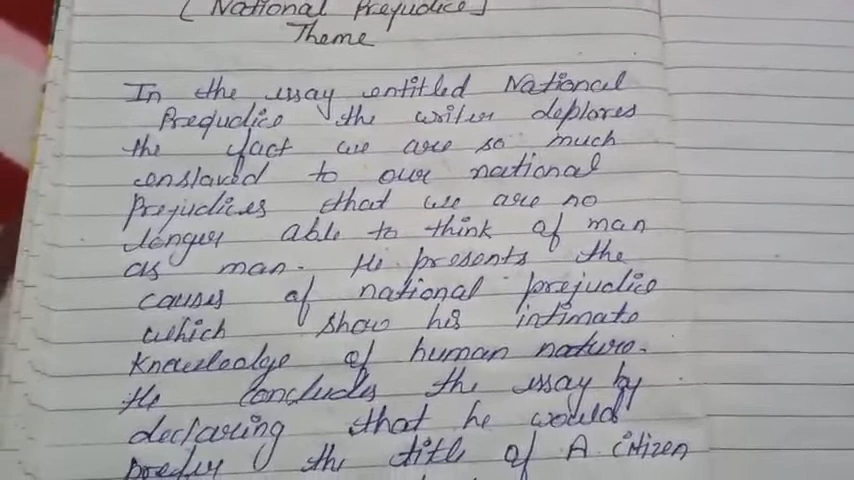 [National Prejudice]
Theme
In the essay entitled National
Prequdice the writer deplores
the fact we are so much
enslaved to our national
Prejudices that we are no
longer able to think of man
as man. He presents the
causes of national prejudice
which show his intimate
knowledge of human nature.
He concludes the essay by
declaring that he would
prefer the title of A citizen